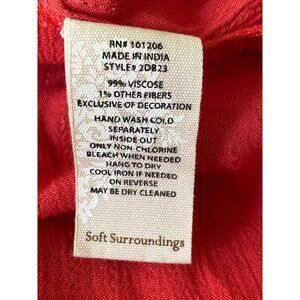 RN# 101206
MADE IN INDIA
STYLE# 2DB23
99% VISCOSE
1% OTHER FIBERS
EXCLUSIVE OF DECORATION
HAND WASH COLD
SEPARATELY
INSIDE OUT
ONLY NON-CHLORINE
BLEACH WHEN NEEDED
HANG TO DRY
COOL IRON IF NEEDED
ON REVERSE
MAY BE DRY CLEANED
Soft Surroundings